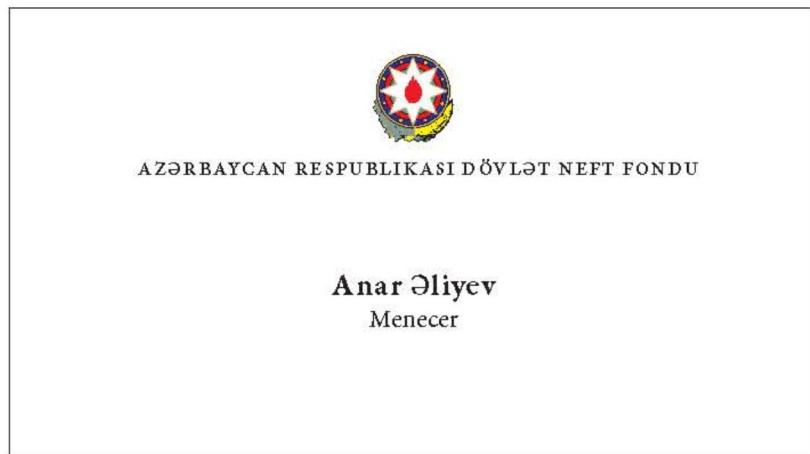 AZƏRBAYCAN RESPUBLIKASI DÖVLƏT NEFT FONDU
Anar Əliyev
Menecer